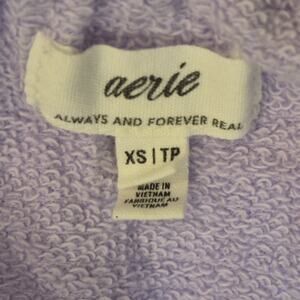 aerie
ALWAYS AND FOREVER REAL
XS | TP
MADE IN
VIETNAM
FABRIQUÉ AU
VIETNAM